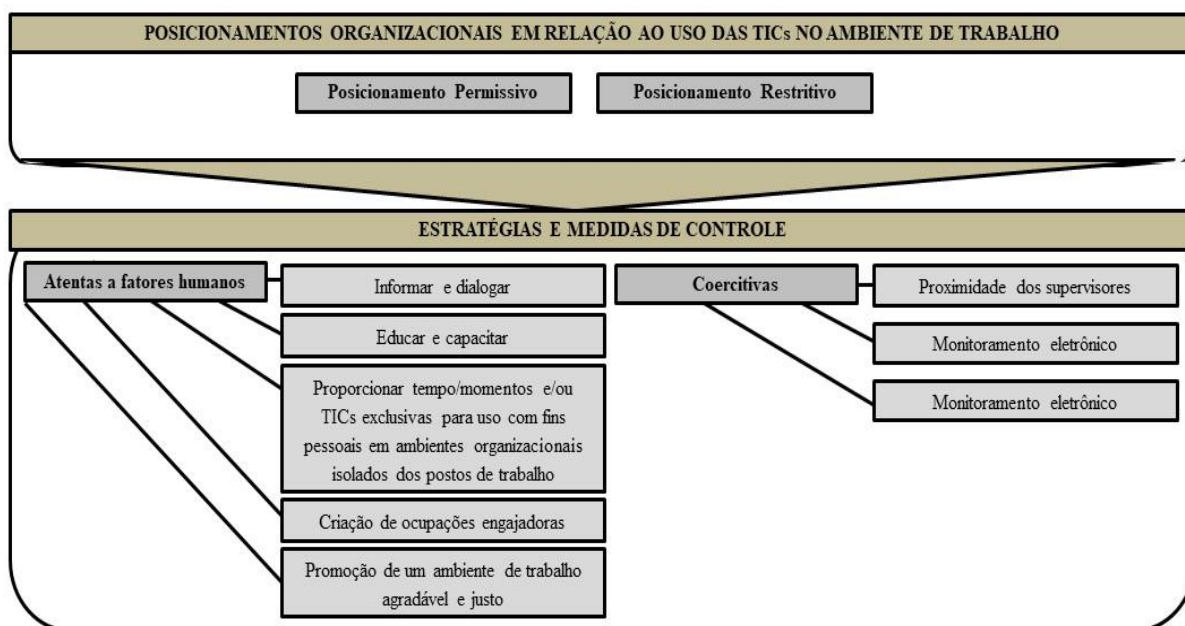 POSICIONAMENTOS ORGANIZACIONAIS EM RELAÇÃO AO USO DAS TICs NO AMBIENTE DE TRABALHO
Posicionamento Permissivo
Posicionamento Restritivo
ESTRATÉGIAS E MEDIDAS DE CONTROLE
Atentas a fatores humanos
Informar e dialogar
Educar e capacitar
Proporcionar tempo/momentos e/ou
TICs exclusivas para uso com fins
pessoais em ambientes organizacionais
isolados dos postos de trabalho
Criação de ocupações engajadoras
Promoção de um ambiente de trabalho
agradável e justo
Coercitivas
Proximidade dos supervisores
Monitoramento eletrônico
Monitoramento eletrônico